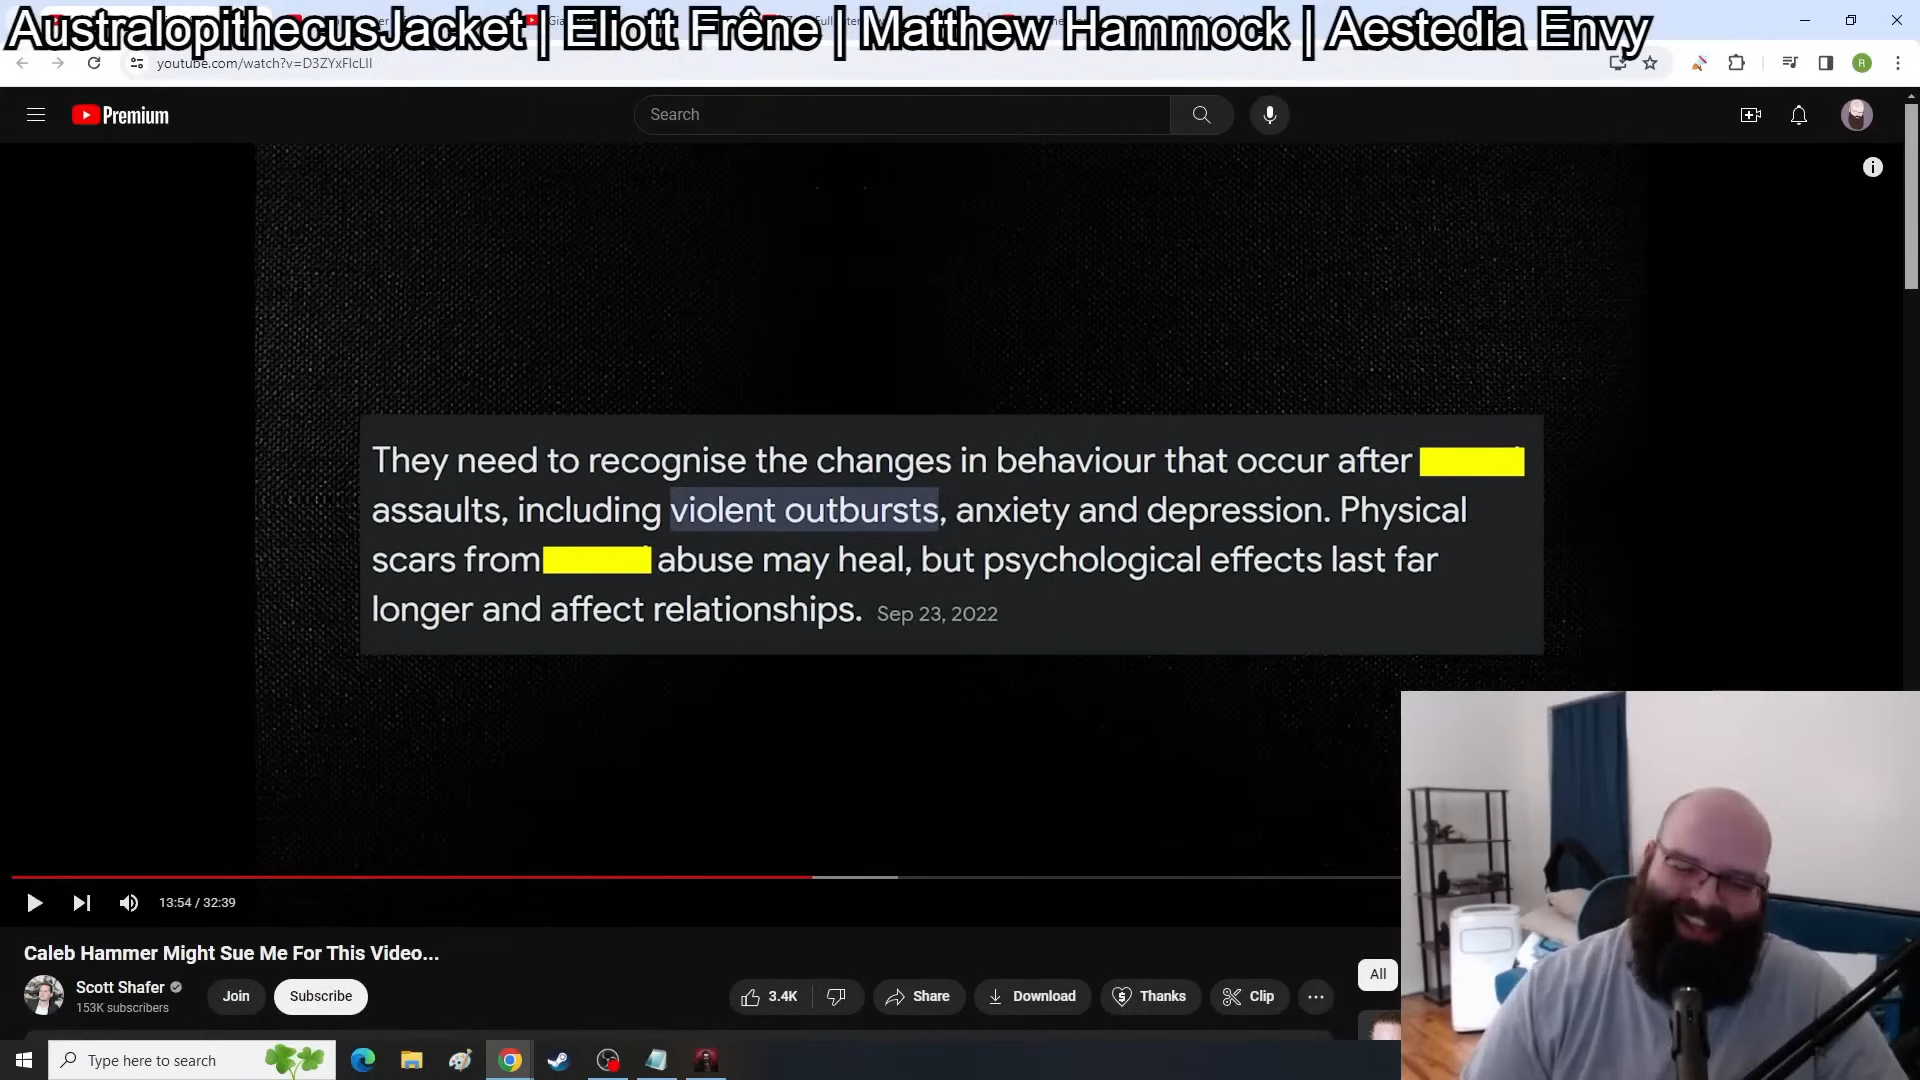 AustralopithecusJacket | Eliott Frêne | Matthew Hammock | Aestedia Envy
youtube.com/watch?v=D3ZYxFlcLlI
Premium
Search
They need to recognise the changes in behaviour that occur after
assaults, including violent outbursts, anxiety and depression. Physical
scars from abuse may heal, but psychological effects last far
longer and affect relationships. Sep 23, 2022
13:54 / 32:39
Caleb Hammer Might Sue Me For This Video...
Scott Shafer
153K subscribers
Join
Subscribe
3.4K
Share
Download
Thanks
Clip
All
Type here to search